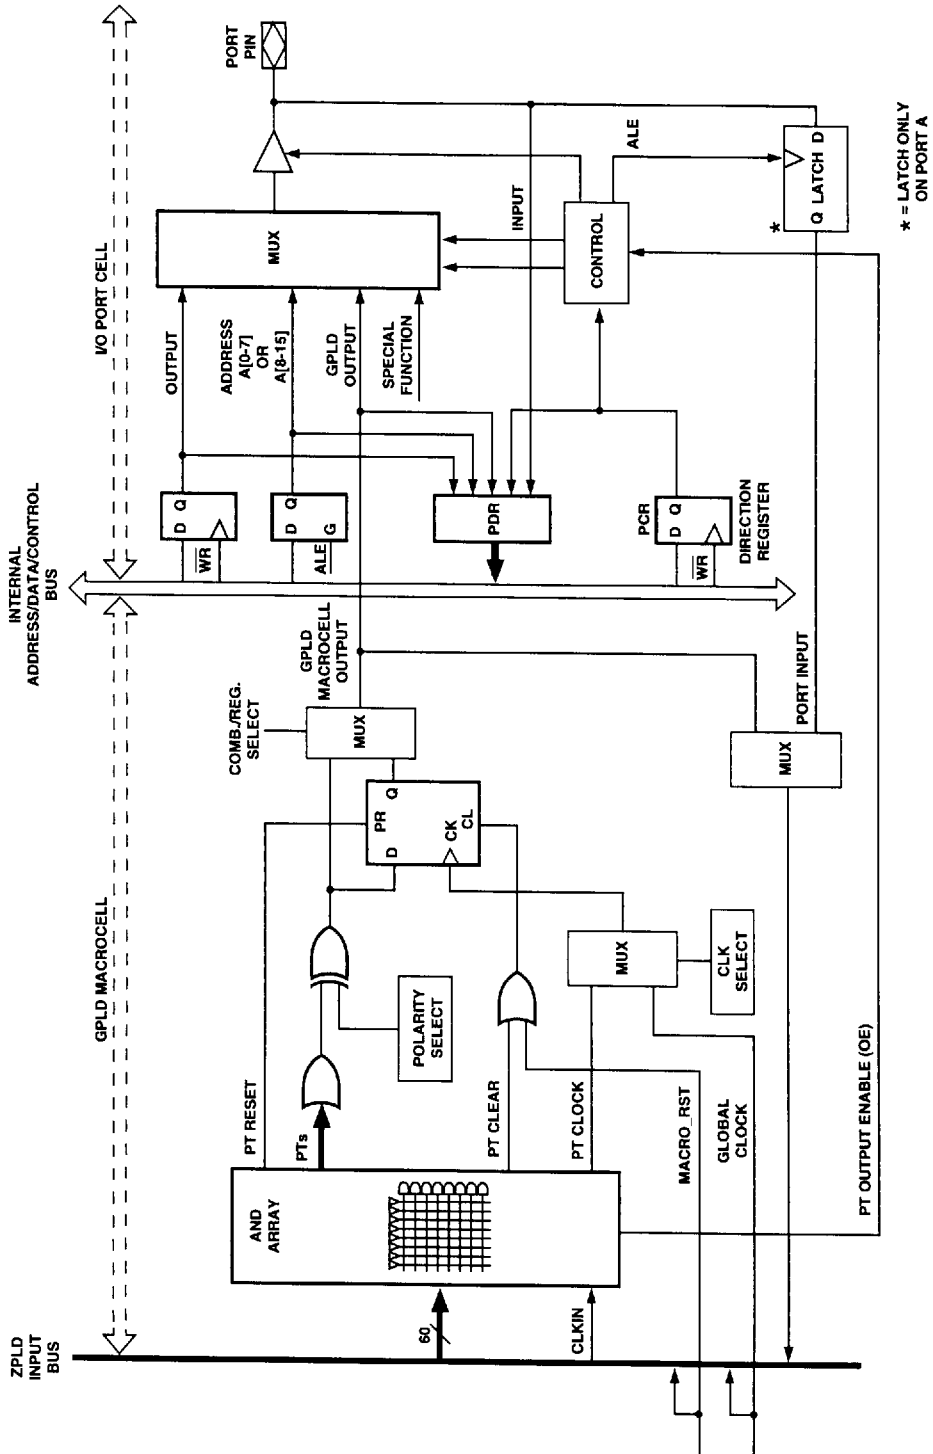 ZPLD
INPUT
BUS
GPLD MACROCELL
INTERNAL
ADDRESS/DATA/CONTROL
BUS
I/O PORT CELL
AND
ARRAY
60
CLKIN
PT RESET
PTs
PT CLEAR
PT CLOCK
MACRO_RST
GLOBAL
CLOCK
PT OUTPUT ENABLE (OE)
POLARITY
SELECT
MUX
CLK
SELECT
PR
D
Q
CK
CL
COMB./REG.
SELECT
MUX
GPLD
MACROCELL
OUTPUT
MUX
PORT INPUT
D Q
WR
D Q
G
ALE
PDR
PCR
D Q
WR
DIRECTION
REGISTER
OUTPUT
ADDRESS
A[0-7]
OR
A[8-15]
GPLD
OUTPUT
SPECIAL
FUNCTION
MUX
INPUT
CONTROL
ALE
PORT
PIN
*
Q LATCH D
* = LATCH ONLY
ON PORT A